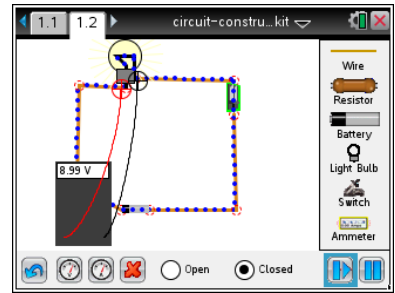 1.1 1.2 circuit-constru…kit
Wire
Resistor
Battery
Light Bulb
Switch
Ammeter
8.99 V
Open Closed